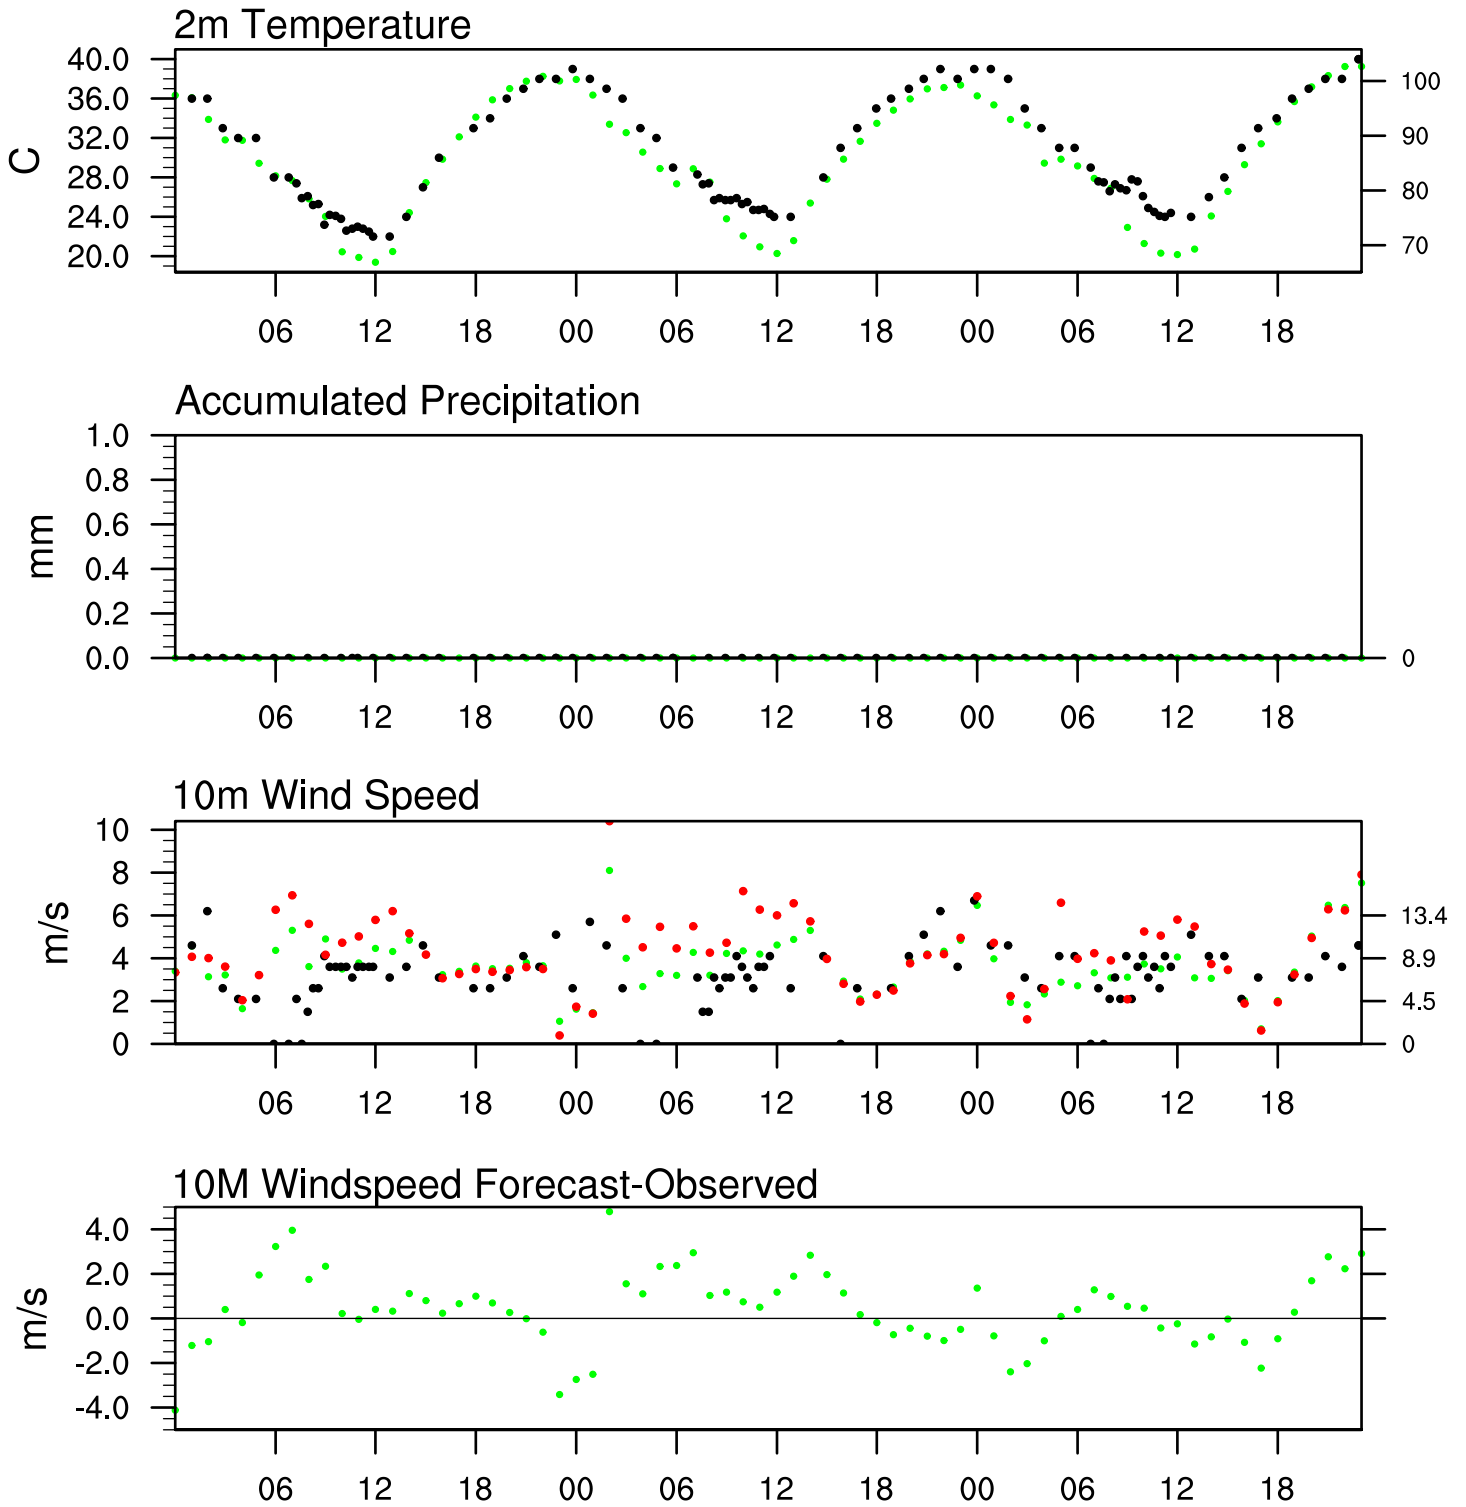 2m Temperature
40.0
36.0
32.0
28.0
24.0
20.0
C
100
90
80
70
06 12 18 00 06 12 18 00 06 12 18
Accumulated Precipitation
1.0
0.8
0.6
0.4
0.2
0.0
mm
0
06 12 18 00 06 12 18 00 06 12 18
10m Wind Speed
10
8
6
4
2
0
m/s
13.4
8.9
4.5
0
06 12 18 00 06 12 18 00 06 12 18
10M Windspeed Forecast-Observed
4.0
2.0
0.0
-2.0
-4.0
m/s
06 12 18 00 06 12 18 00 06 12 18